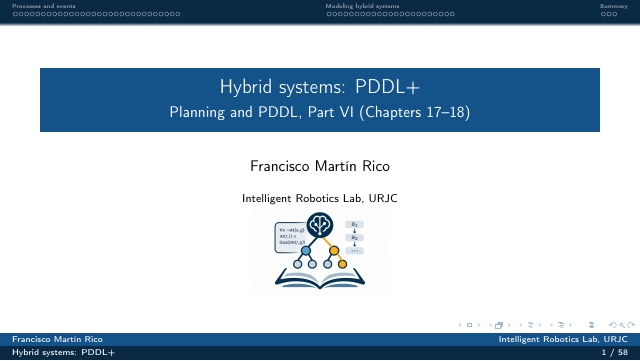 Processes and events
Modeling hybrid systems
Summary
Hybrid systems: PDDL+
Planning and PDDL, Part VI (Chapters 17–18)
Francisco Martín Rico
Intelligent Robotics Lab, URJC
Francisco Martín Rico
Intelligent Robotics Lab, URJC
Hybrid systems: PDDL+
1 / 58